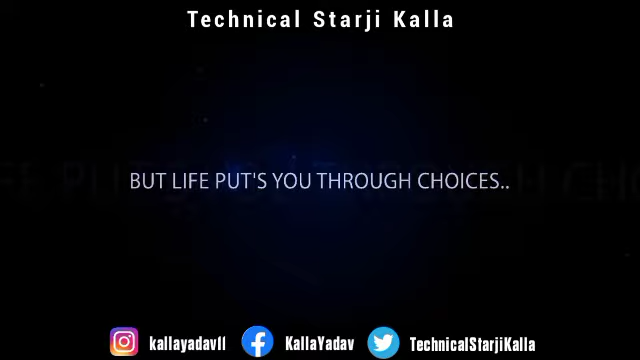 Technical Starji Kalla
BUT LIFE PUT'S YOU THROUGH CHOICES..
kallayadav11 KallaYadav TechnicalStarjiKalla